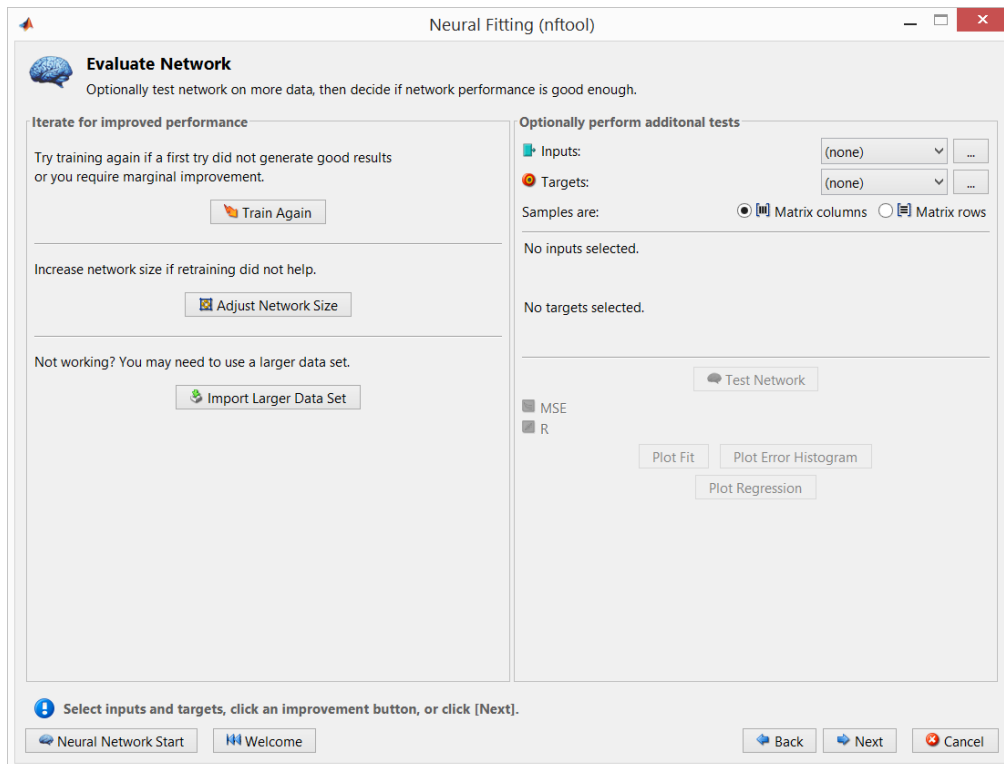 Neural Fitting (nftool)
Evaluate Network
Optionally test network on more data, then decide if network performance is good enough.
Iterate for improved performance
Try training again if a first try did not generate good results
or you require marginal improvement.
Train Again
Increase network size if retraining did not help.
Adjust Network Size
Not working? You may need to use a larger data set.
Import Larger Data Set
Optionally perform additonal tests
Inputs: (none) ...
Targets: (none) ...
Samples are: Matrix columns Matrix rows
No inputs selected.
No targets selected.
Test Network
MSE
R
Plot Fit Plot Error Histogram
Plot Regression
Select inputs and targets, click an improvement button, or click [Next].
Neural Network Start Welcome Back Next Cancel